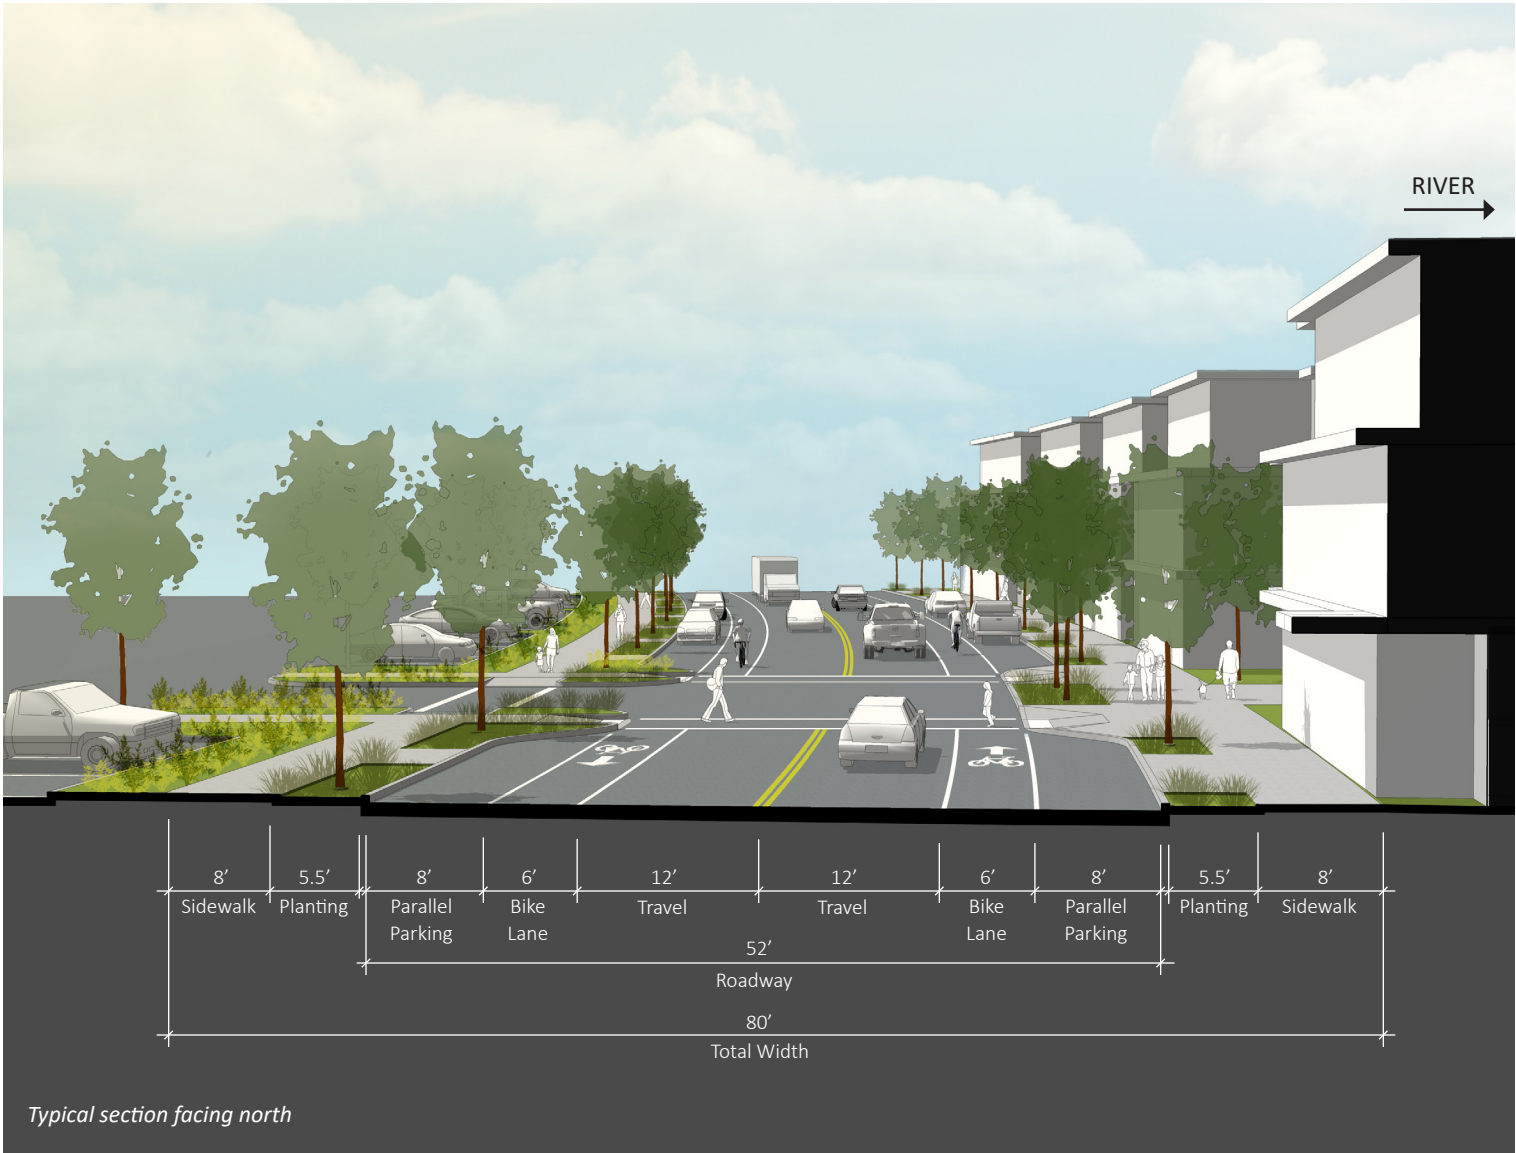 RIVER
8’ 5.5’ 8’ 6’ 12’ 12’ 6’ 8’ 5.5’ 8’
Sidewalk Planting Parallel Bike Travel Travel Bike Parallel Planting Sidewalk
Parking Lane Lane Parking
52’
Roadway
80’
Total Width
Typical section facing north